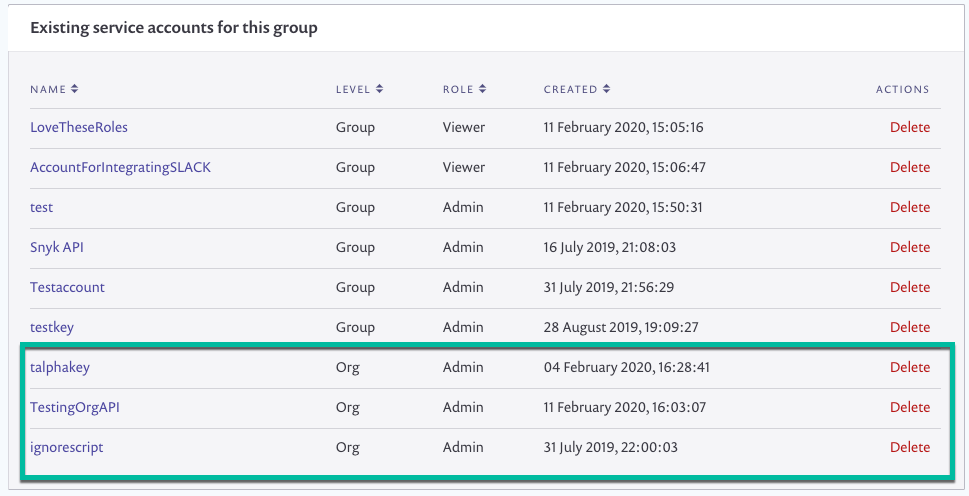 Existing service accounts for this group
NAME LEVEL ROLE CREATED ACTIONS
LoveTheseRoles Group Viewer 11 February 2020, 15:05:16 Delete
AccountForIntegratingSLACK Group Viewer 11 February 2020, 15:06:47 Delete
test Group Admin 11 February 2020, 15:50:31 Delete
Snyk API Group Admin 16 July 2019, 21:08:03 Delete
Testaccount Group Admin 31 July 2019, 21:56:29 Delete
testkey Group Admin 28 August 2019, 19:09:27 Delete
talphakey Org Admin 04 February 2020, 16:28:41 Delete
TestingOrgAPI Org Admin 11 February 2020, 16:03:07 Delete
ignorescript Org Admin 31 July 2019, 22:00:03 Delete